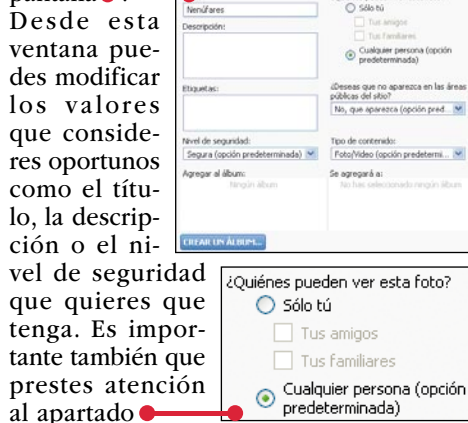 Desde esta
ventana pue-
des modificar
los valores
que conside-
res oportunos
como el títu-
lo, la descrip-
ción o el ni-
vel de seguridad
que quieres que
tenga. Es impor-
tante también que
prestes atención
al apartado
Nenúfares
Descripción:
Etiquetas:
Nivel de seguridad:
Segura (opción predeterminada)
Agregar al álbum:
Ningún álbum
CREAR UN ÁLBUM...
Sólo tú
Tus amigos
Tus familiares
Cualquier persona (opción
predeterminada)
¿Deseas que no aparezca en las áreas
públicas del sitio?
No, que aparezca (opción pred...
Tipo de contenido:
Foto/Video (opción predetermi...
Se agregará a:
No has seleccionado ningún álbum
¿Quiénes pueden ver esta foto?
Sólo tú
Tus amigos
Tus familiares
Cualquier persona (opción
predeterminada)